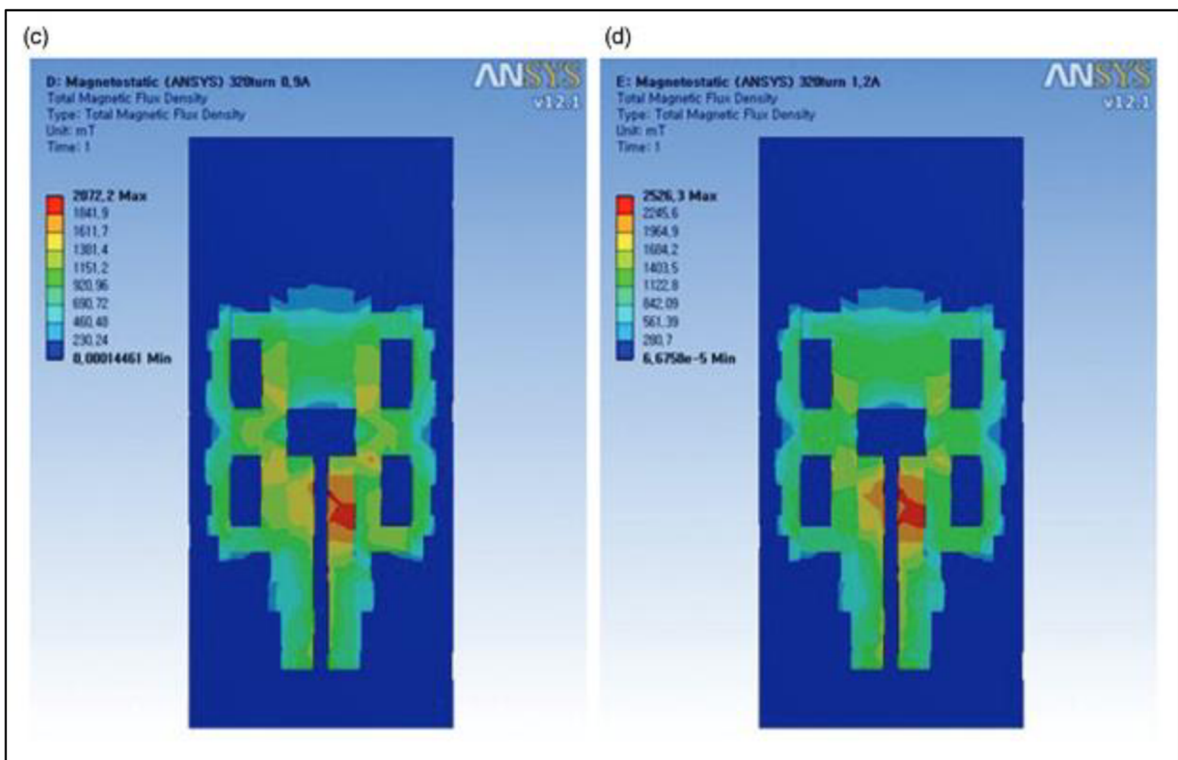 (c)
D: Magnetostatic (ANSYS) 320turn 0,9A
Total Magnetic Flux Density
Type: Total Magnetic Flux Density
Unit: mT
Time: 1
ANSYS
v12.1
2072,2 Max
1841,9
1611,7
1381,4
1151,2
920,96
690,72
460,48
230,24
0,00014461 Min
(d)
E: Magnetostatic (ANSYS) 320turn 1,2A
Total Magnetic Flux Density
Type: Total Magnetic Flux Density
Unit: mT
Time: 1
ANSYS
v12.1
2526,3 Max
2245,6
1964,9
1684,2
1403,5
1122,8
842,09
561,39
280,7
6,6758e-5 Min